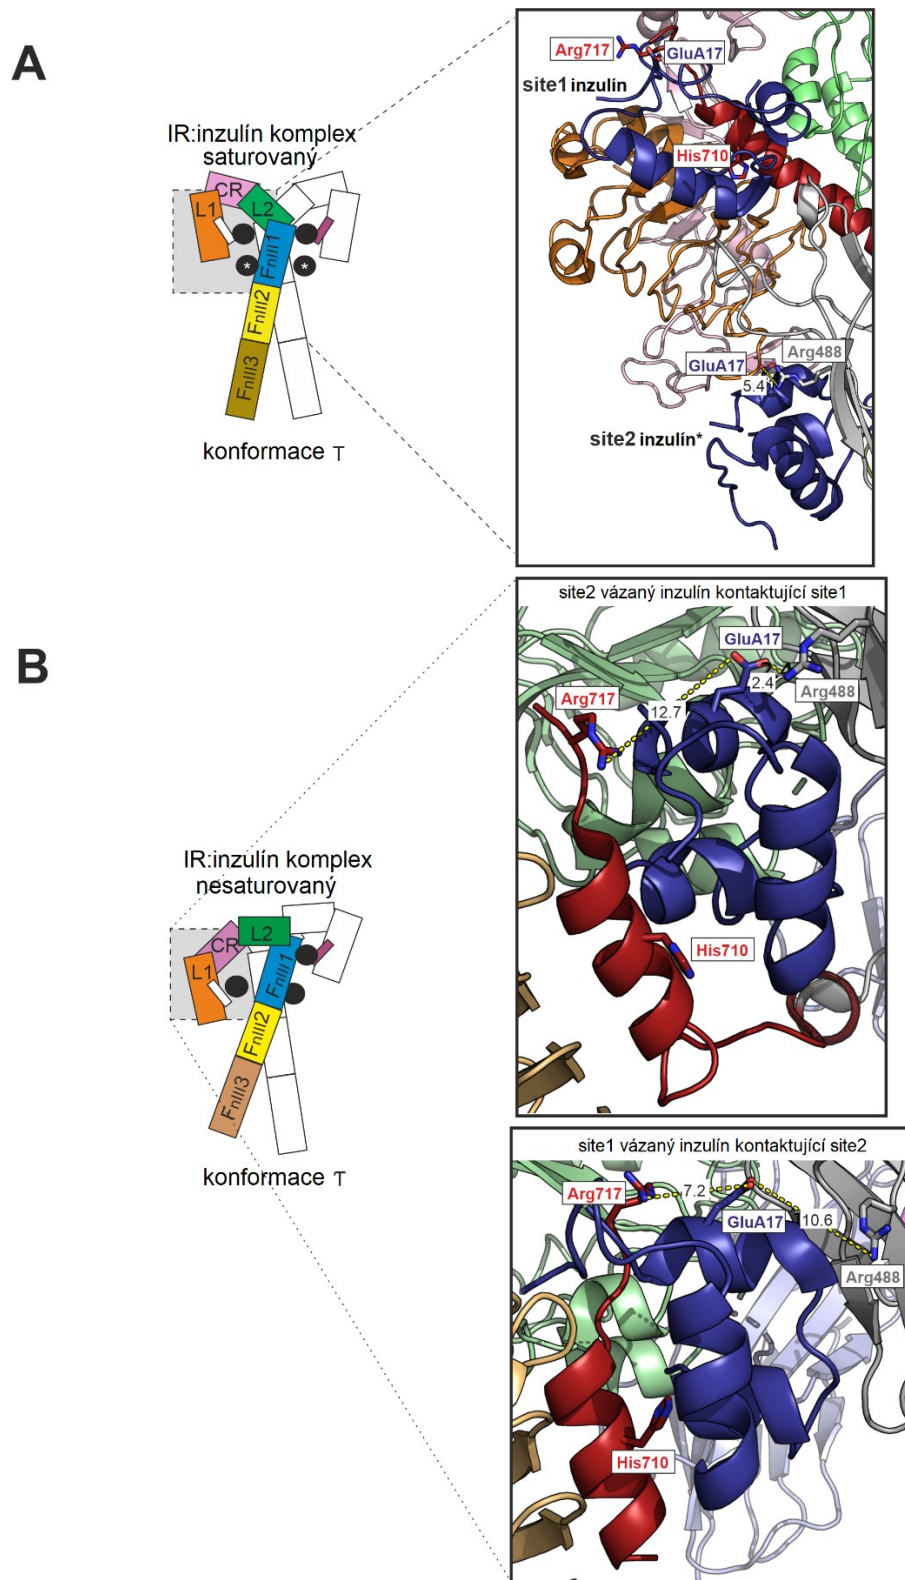 A
IR:inzulín komplex
saturovaný
CR
L1
L2
FnIII1
*
*
FnIII2
FnIII3
konformace T
Arg717
GluA17
site1 inzulín
His710
GluA17
Arg488
5.4
site2 inzulín*
B
site2 vázaný inzulín kontaktující site1
GluA17
2.4
Arg488
Arg717
12.7
His710
IR:inzulín komplex
nesaturovaný
L2
CR
L1
FnIII1
FnIII2
FnIII3
konformace T
site1 vázaný inzulín kontaktující site2
Arg717
7.2
GluA17
10.6
Arg488
His710